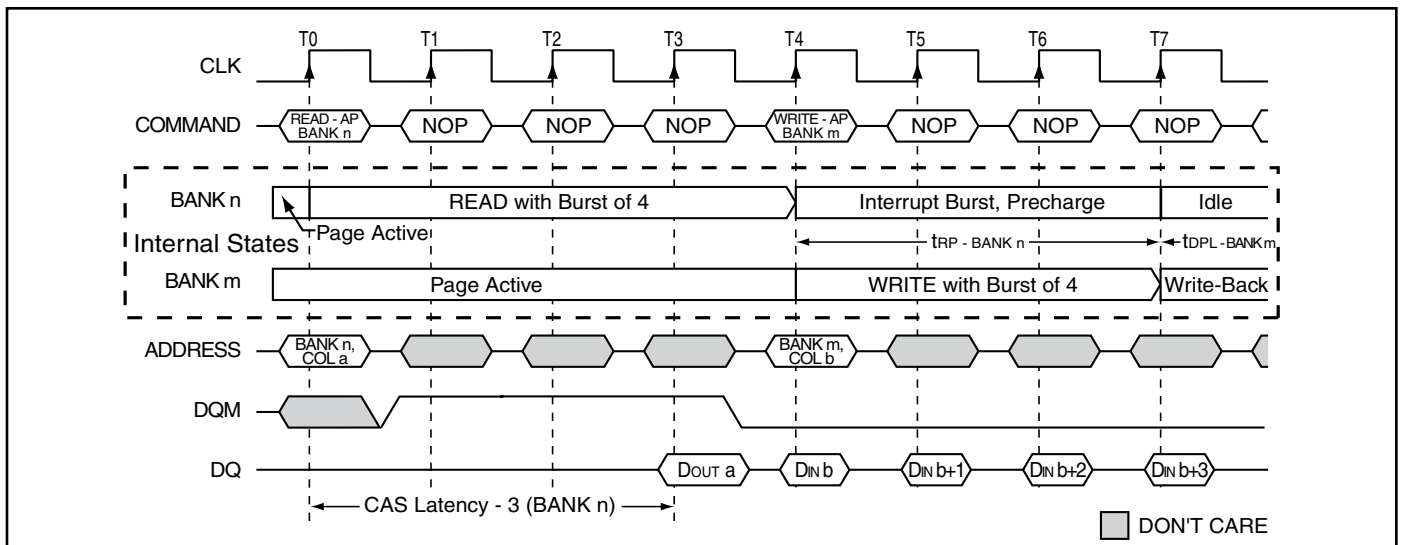 T0 T1 T2 T3 T4 T5 T6 T7
CLK
COMMAND READ - AP BANK n NOP NOP NOP WRITE - AP BANK m NOP NOP NOP
BANK n READ with Burst of 4 Interrupt Burst, Precharge Idle
Internal States Page Active tRP - BANK n tDPL - BANK m
BANK m Page Active WRITE with Burst of 4 Write-Back
ADDRESS BANK n, COL a BANK m, COL b
DQM
DQ DOUT a DIN b DIN b+1 DIN b+2 DIN b+3
CAS Latency - 3 (BANK n)
DON'T CARE